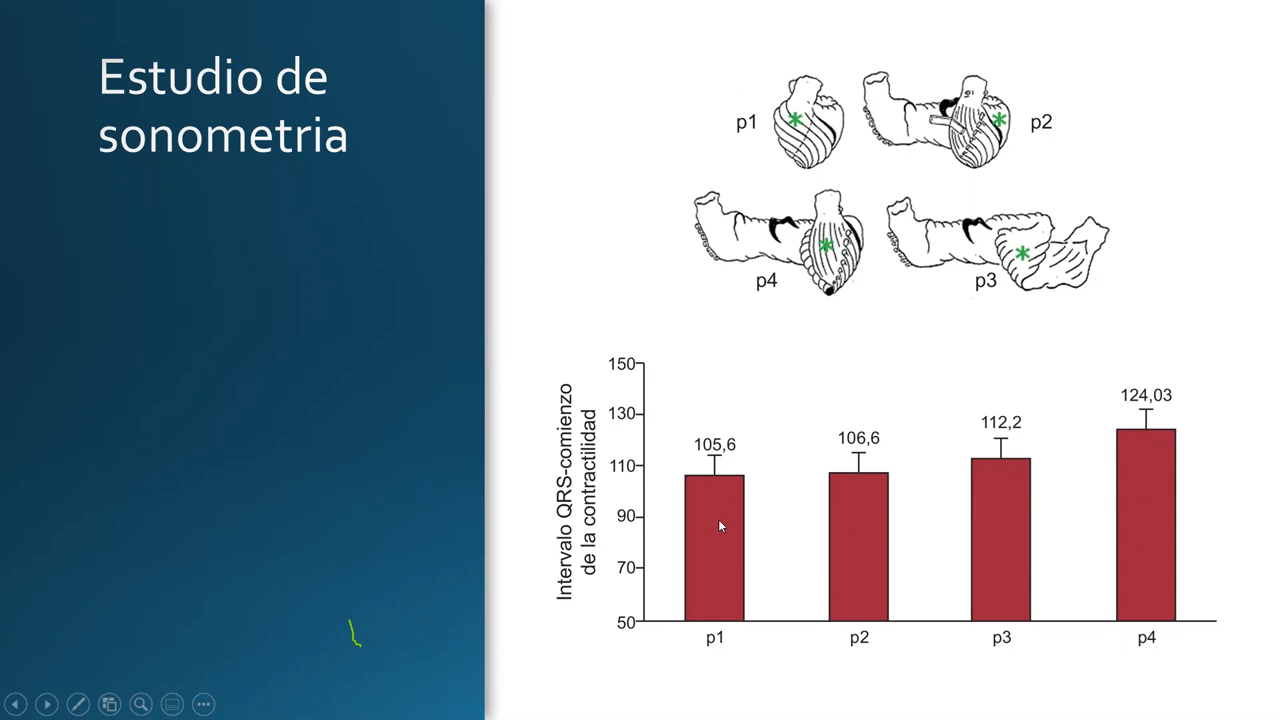 Estudio de
sonometria
p1
p2
p4
p3
Intervalo QRS-comienzo
de la contractilidad
150
130
110
90
70
50
105,6
106,6
112,2
124,03
p1
p2
p3
p4